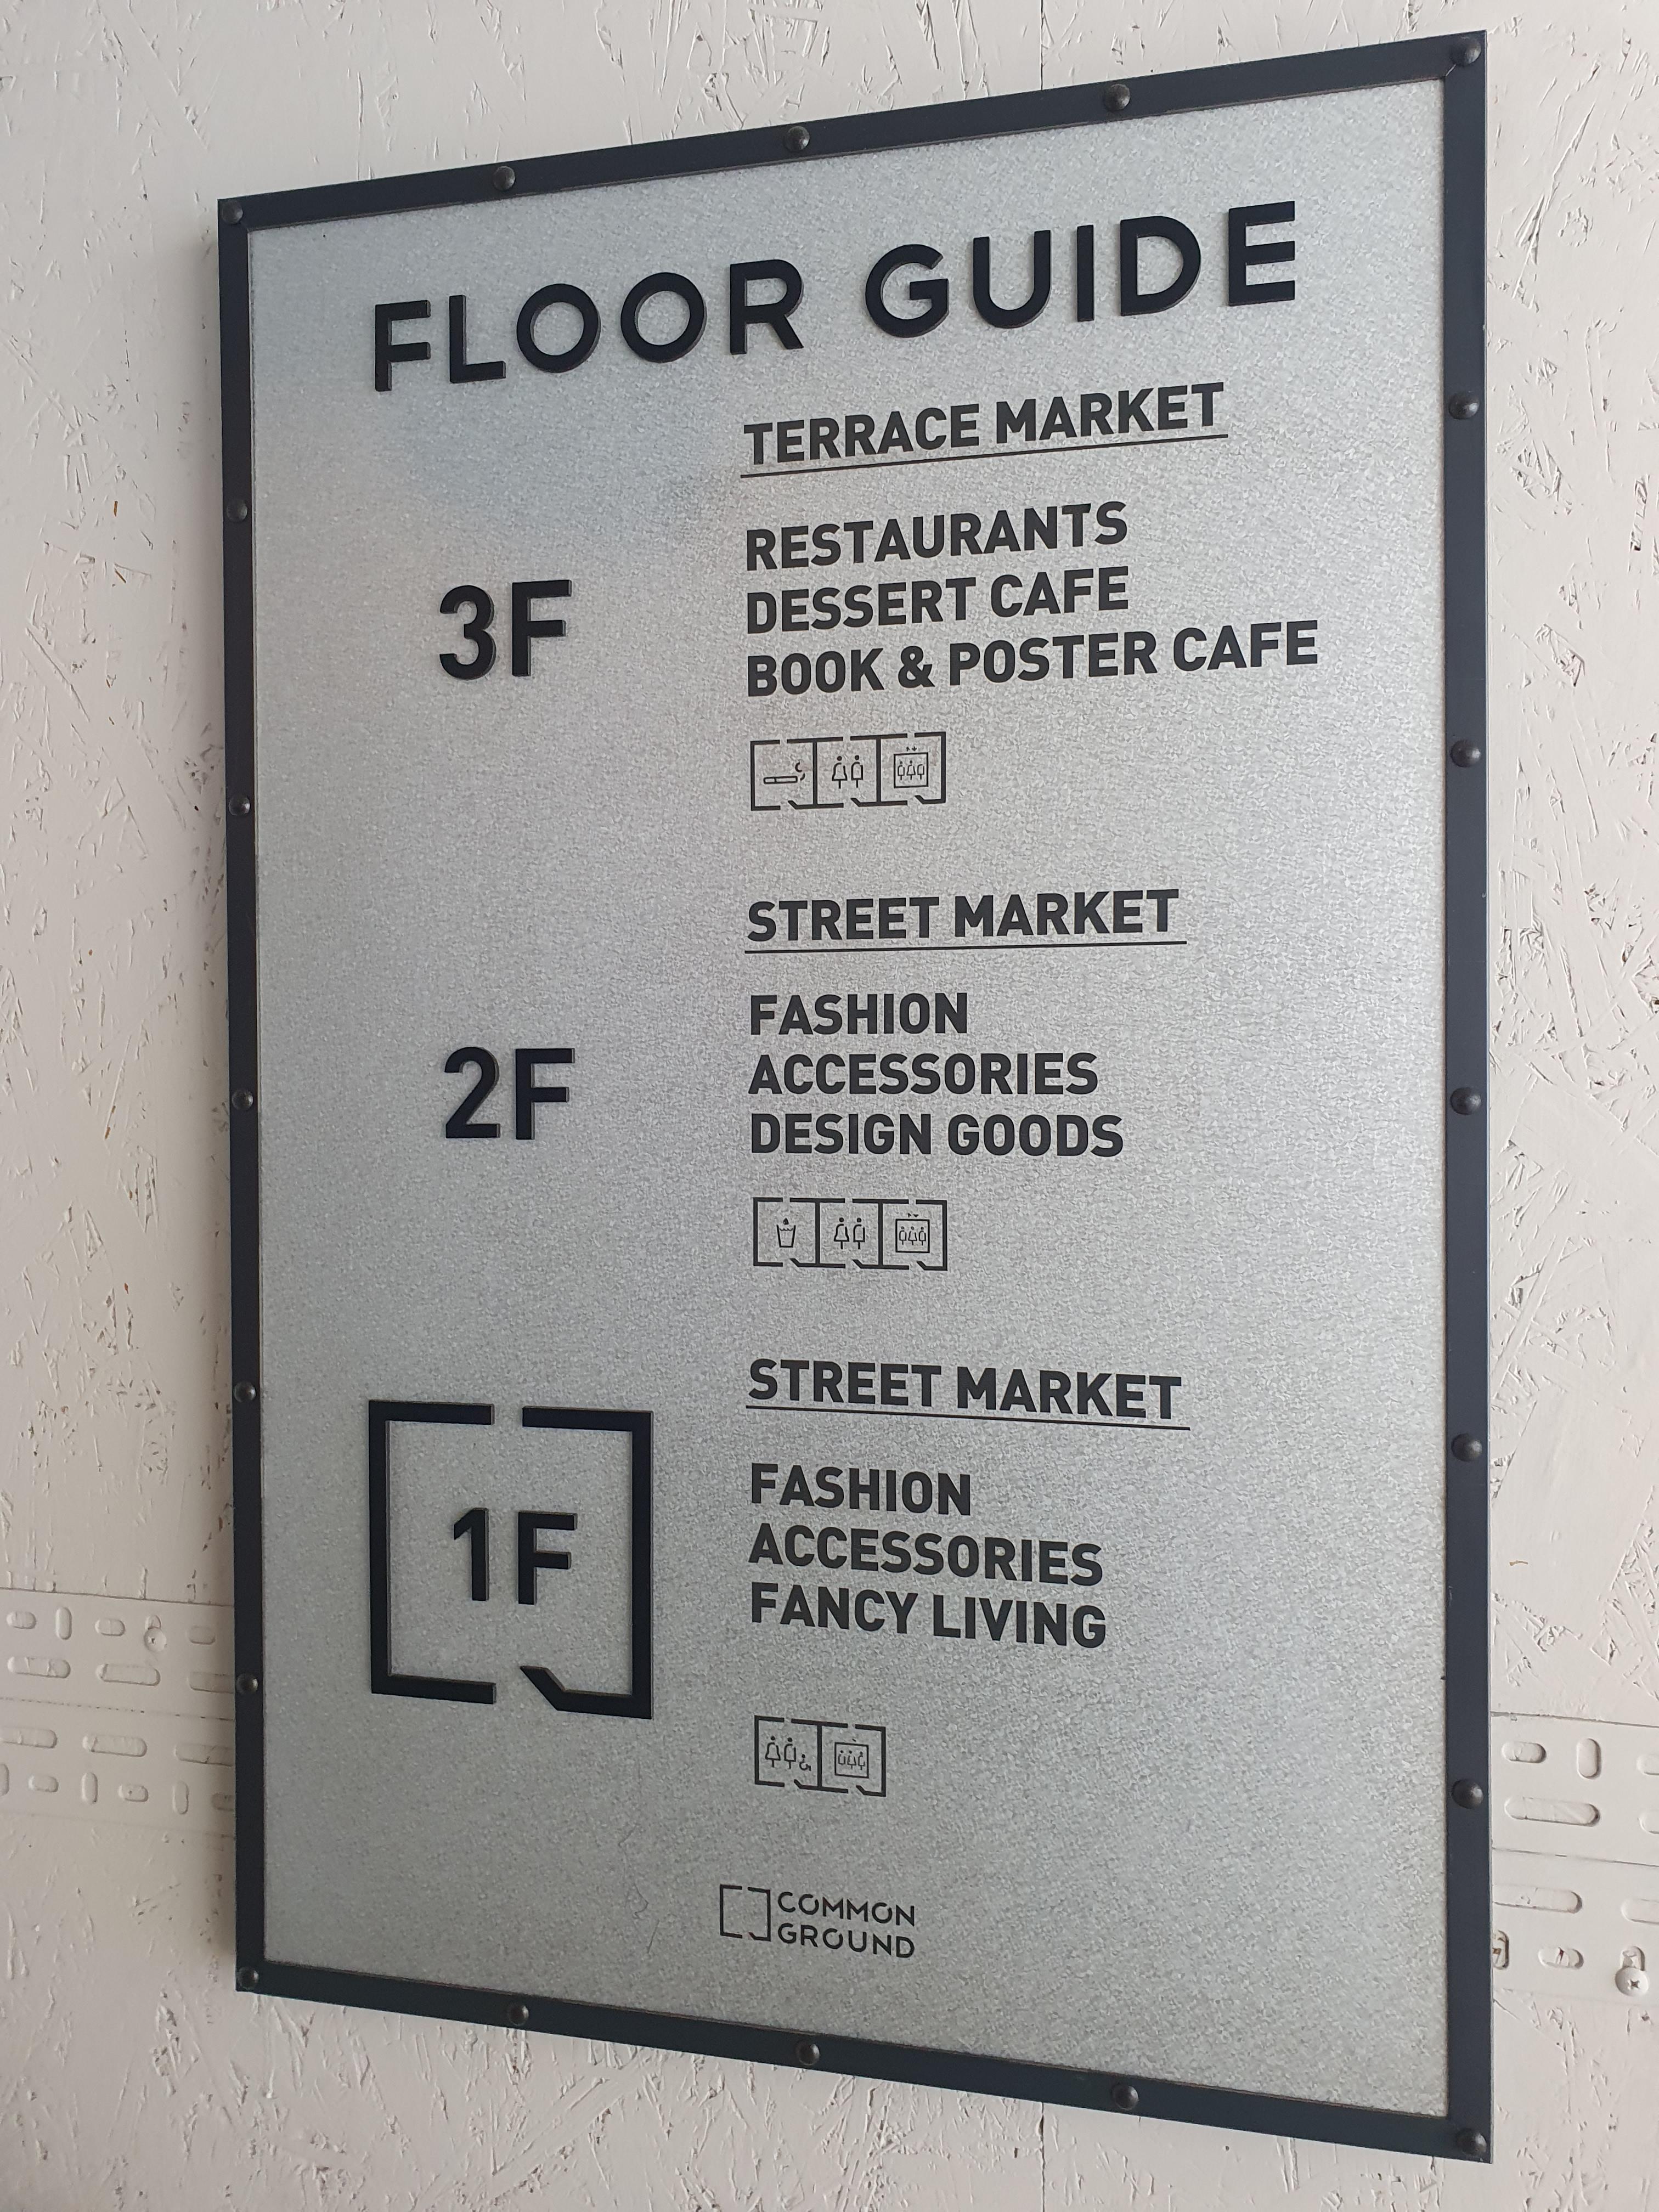 FLOOR GUIDE
TERRACE MARKET
3F
RESTAURANTS
DESSERT CAFE
BOOK & POSTER CAFE
STREET MARKET
2F
FASHION
ACCESSORIES
DESIGN GOODS
STREET MARKET
1F
FASHION
ACCESSORIES
FANCY LIVING
COMMON
GROUND